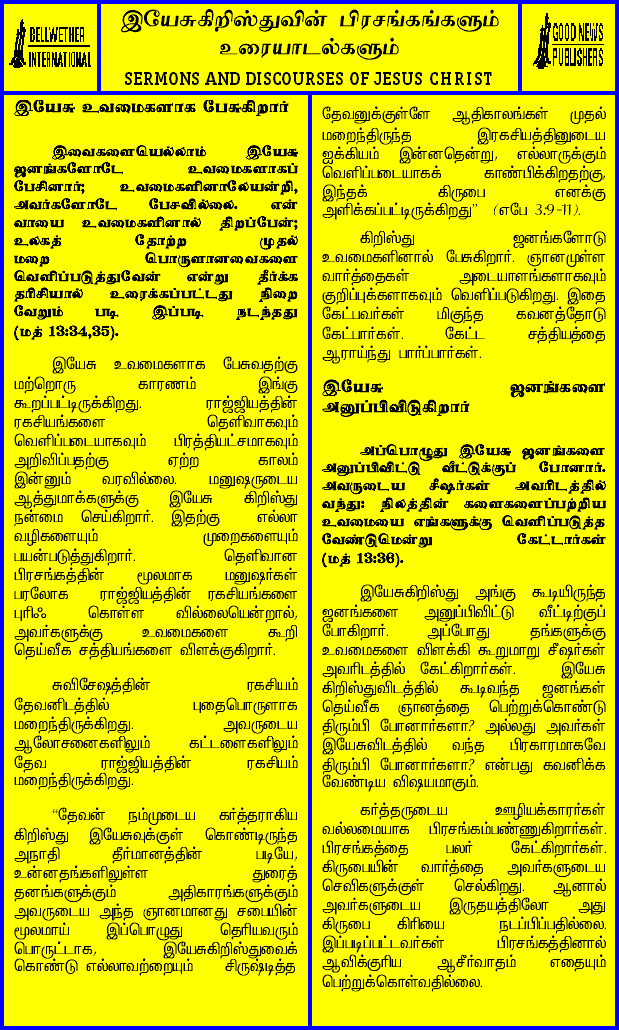 BELLWETHER
INTERNATIONAL
இயேசுகிறிஸ்துவின் பிரசங்கங்களும்
உரையாடல்களும்
SERMONS AND DISCOURSES OF JESUS CHRIST
GOOD NEWS
PUBLISHERS
இயேசு உவமைகளாக பேசுகிறார்
இவைகளையெல்லாம் இயேசு
ஜனங்களோடே உவமைகளாகப்
பேசினார்; உவமைகளினாலேயன்றி,
அவர்களோடே பேசவில்லை. என்
வாயை உவமைகளினால் திறப்பேன்;
உலகத் தோற்ற முதல்
மறை பொருளானவைகளை
வெளிப்படுத்துவேன் என்று தீர்க்க
தரிசியால் உரைக்கப்பட்டது நிறை
வேறும் படி இப்படி நடந்தது
(மத் 13:34,35).
இயேசு உவமைகளாக பேசுவதற்கு
மற்றொரு காரணம் இங்கு
கூறப்பட்டிருக்கிறது. ராஜ்ஜியத்தின்
ரகசியங்களை தெளிவாகவும்
வெளிப்படையாகவும் பிரத்தியட்சமாகவும்
அறிவிப்பதற்கு ஏற்ற காலம்
இன்னும் வரவில்லை. மனுஷருடைய
ஆத்துமாக்களுக்கு இயேசு கிறிஸ்து
நன்மை செய்கிறார். இதற்கு எல்லா
வழிகளையும் முறைகளையும்
பயன்படுத்துகிறார். தெளிவான
பிரசங்கத்தின் மூலமாக மனுஷர்கள்
பரலோக ராஜ்ஜியத்தின் ரகசியங்களை
புரிஃ கொள்ள வில்லையென்றால்,
அவர்களுக்கு உவமைகளை கூறி
தெய்வீக சத்தியங்களை விளக்குகிறார்.
சுவிசேஷத்தின் ரகசியம்
தேவனிடத்தில் புதைபொருளாக
மறைந்திருக்கிறது. அவருடைய
ஆலோசனைகளிலும் கட்டளைகளிலும்
தேவ ராஜ்ஜியத்தின் ரகசியம்
மறைந்திருக்கிறது.
“தேவன் நம்முடைய கர்த்தராகிய
கிறிஸ்து இயேசுவுக்குள் கொண்டிருந்த
அநாதி தீர்மானத்தின் படியே,
உன்னதங்களிலுள்ள துரைத்
தனங்களுக்கும் அதிகாரங்களுக்கும்
அவருடைய அந்த ஞானமானது சபையின்
மூலமாய் இப்பொழுது தெரியவரும்
பொருட்டாக, இயேசுகிறிஸ்துவைக்
கொண்டு எல்லாவற்றையும் சிருஷ்டித்த
தேவனுக்குள்ளே ஆதிகாலங்கள் முதல்
மறைந்திருந்த இரகசியத்தினுடைய
ஐக்கியம் இன்னதென்று, எல்லாருக்கும்
வெளிப்படையாகக் காண்பிக்கிறதற்கு,
இந்தக் கிருபை எனக்கு
அளிக்கப்பட்டிருக்கிறது” (எபே 3:9-11).
கிறிஸ்து ஜனங்களோடு
உவமைகளினால் பேசுகிறார். ஞானமுள்ள
வார்த்தைகள் அடையாளங்களாகவும்
குறிப்புக்களாகவும் வெளிப்படுகிறது. இதை
கேட்பவர்கள் மிகுந்த கவனத்தோடு
கேட்பார்கள். கேட்ட சத்தியத்தை
ஆராய்ந்து பார்ப்பார்கள்.
இயேசு ஜனங்களை
அனுப்பிவிடுகிறார்
அப்பொழுது இயேசு ஜனங்களை
அனுப்பிவிட்டு வீட்டுக்குப் போனார்.
அவருடைய சீஷர்கள் அவரிடத்தில்
வந்து: நிலத்தின் களைகளைப்பற்றிய
உவமையை எங்களுக்கு வெளிப்படுத்த
வேண்டுமென்று கேட்டார்கள்
(மத் 13:36).
இயேசுகிறிஸ்து அங்கு கூடியிருந்த
ஜனங்களை அனுப்பிவிட்டு வீட்டிற்குப்
போகிறார். அப்போது தங்களுக்கு
உவமைகளை விளக்கி கூறுமாறு சீஷர்கள்
அவரிடத்தில் கேட்கிறார்கள். இயேசு
கிறிஸ்துவிடத்தில் கூடிவந்த ஜனங்கள்
தெய்வீக ஞானத்தை பெற்றுக்கொண்டு
திரும்பி போனார்களா? அல்லது அவர்கள்
இயேசுவிடத்தில் வந்த பிரகாரமாகவே
திரும்பி போனார்களா? என்பது கவனிக்க
வேண்டிய விஷயமாகும்.
கர்த்தருடைய ஊழியக்காரர்கள்
வல்லமையாக பிரசங்கம்பண்ணுகிறார்கள்.
பிரசங்கத்தை பலர் கேட்கிறார்கள்.
கிருபையின் வார்த்தை அவர்களுடைய
செவிகளுக்குள் செல்கிறது. ஆனால்
அவர்களுடைய இருதயத்திலோ அது
கிருபை கிரியை நடப்பிப்பதில்லை.
இப்படிப்பட்டவர்கள் பிரசங்கத்தினால்
ஆவிக்குரிய ஆசீர்வாதம் எதையும்
பெற்றுக்கொள்வதில்லை.